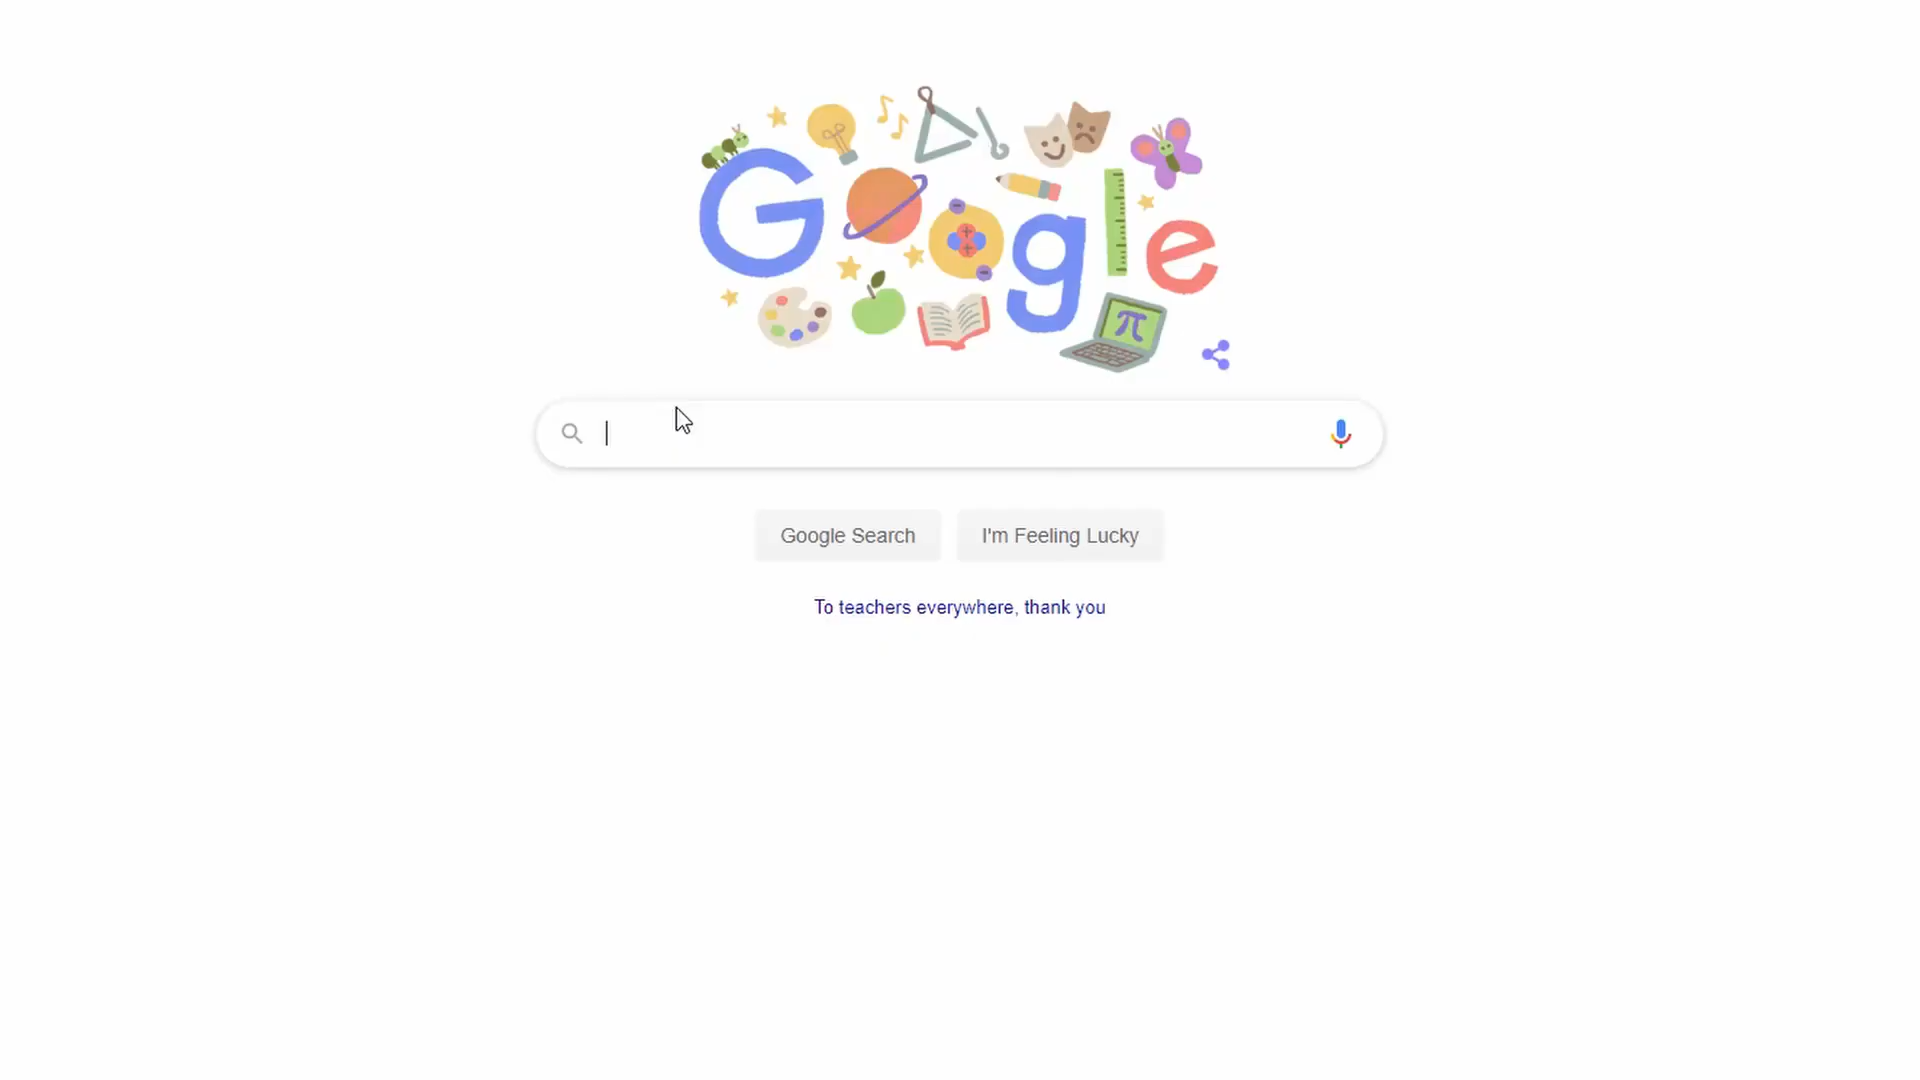 Google
π
Google Search
I'm Feeling Lucky
To teachers everywhere, thank you